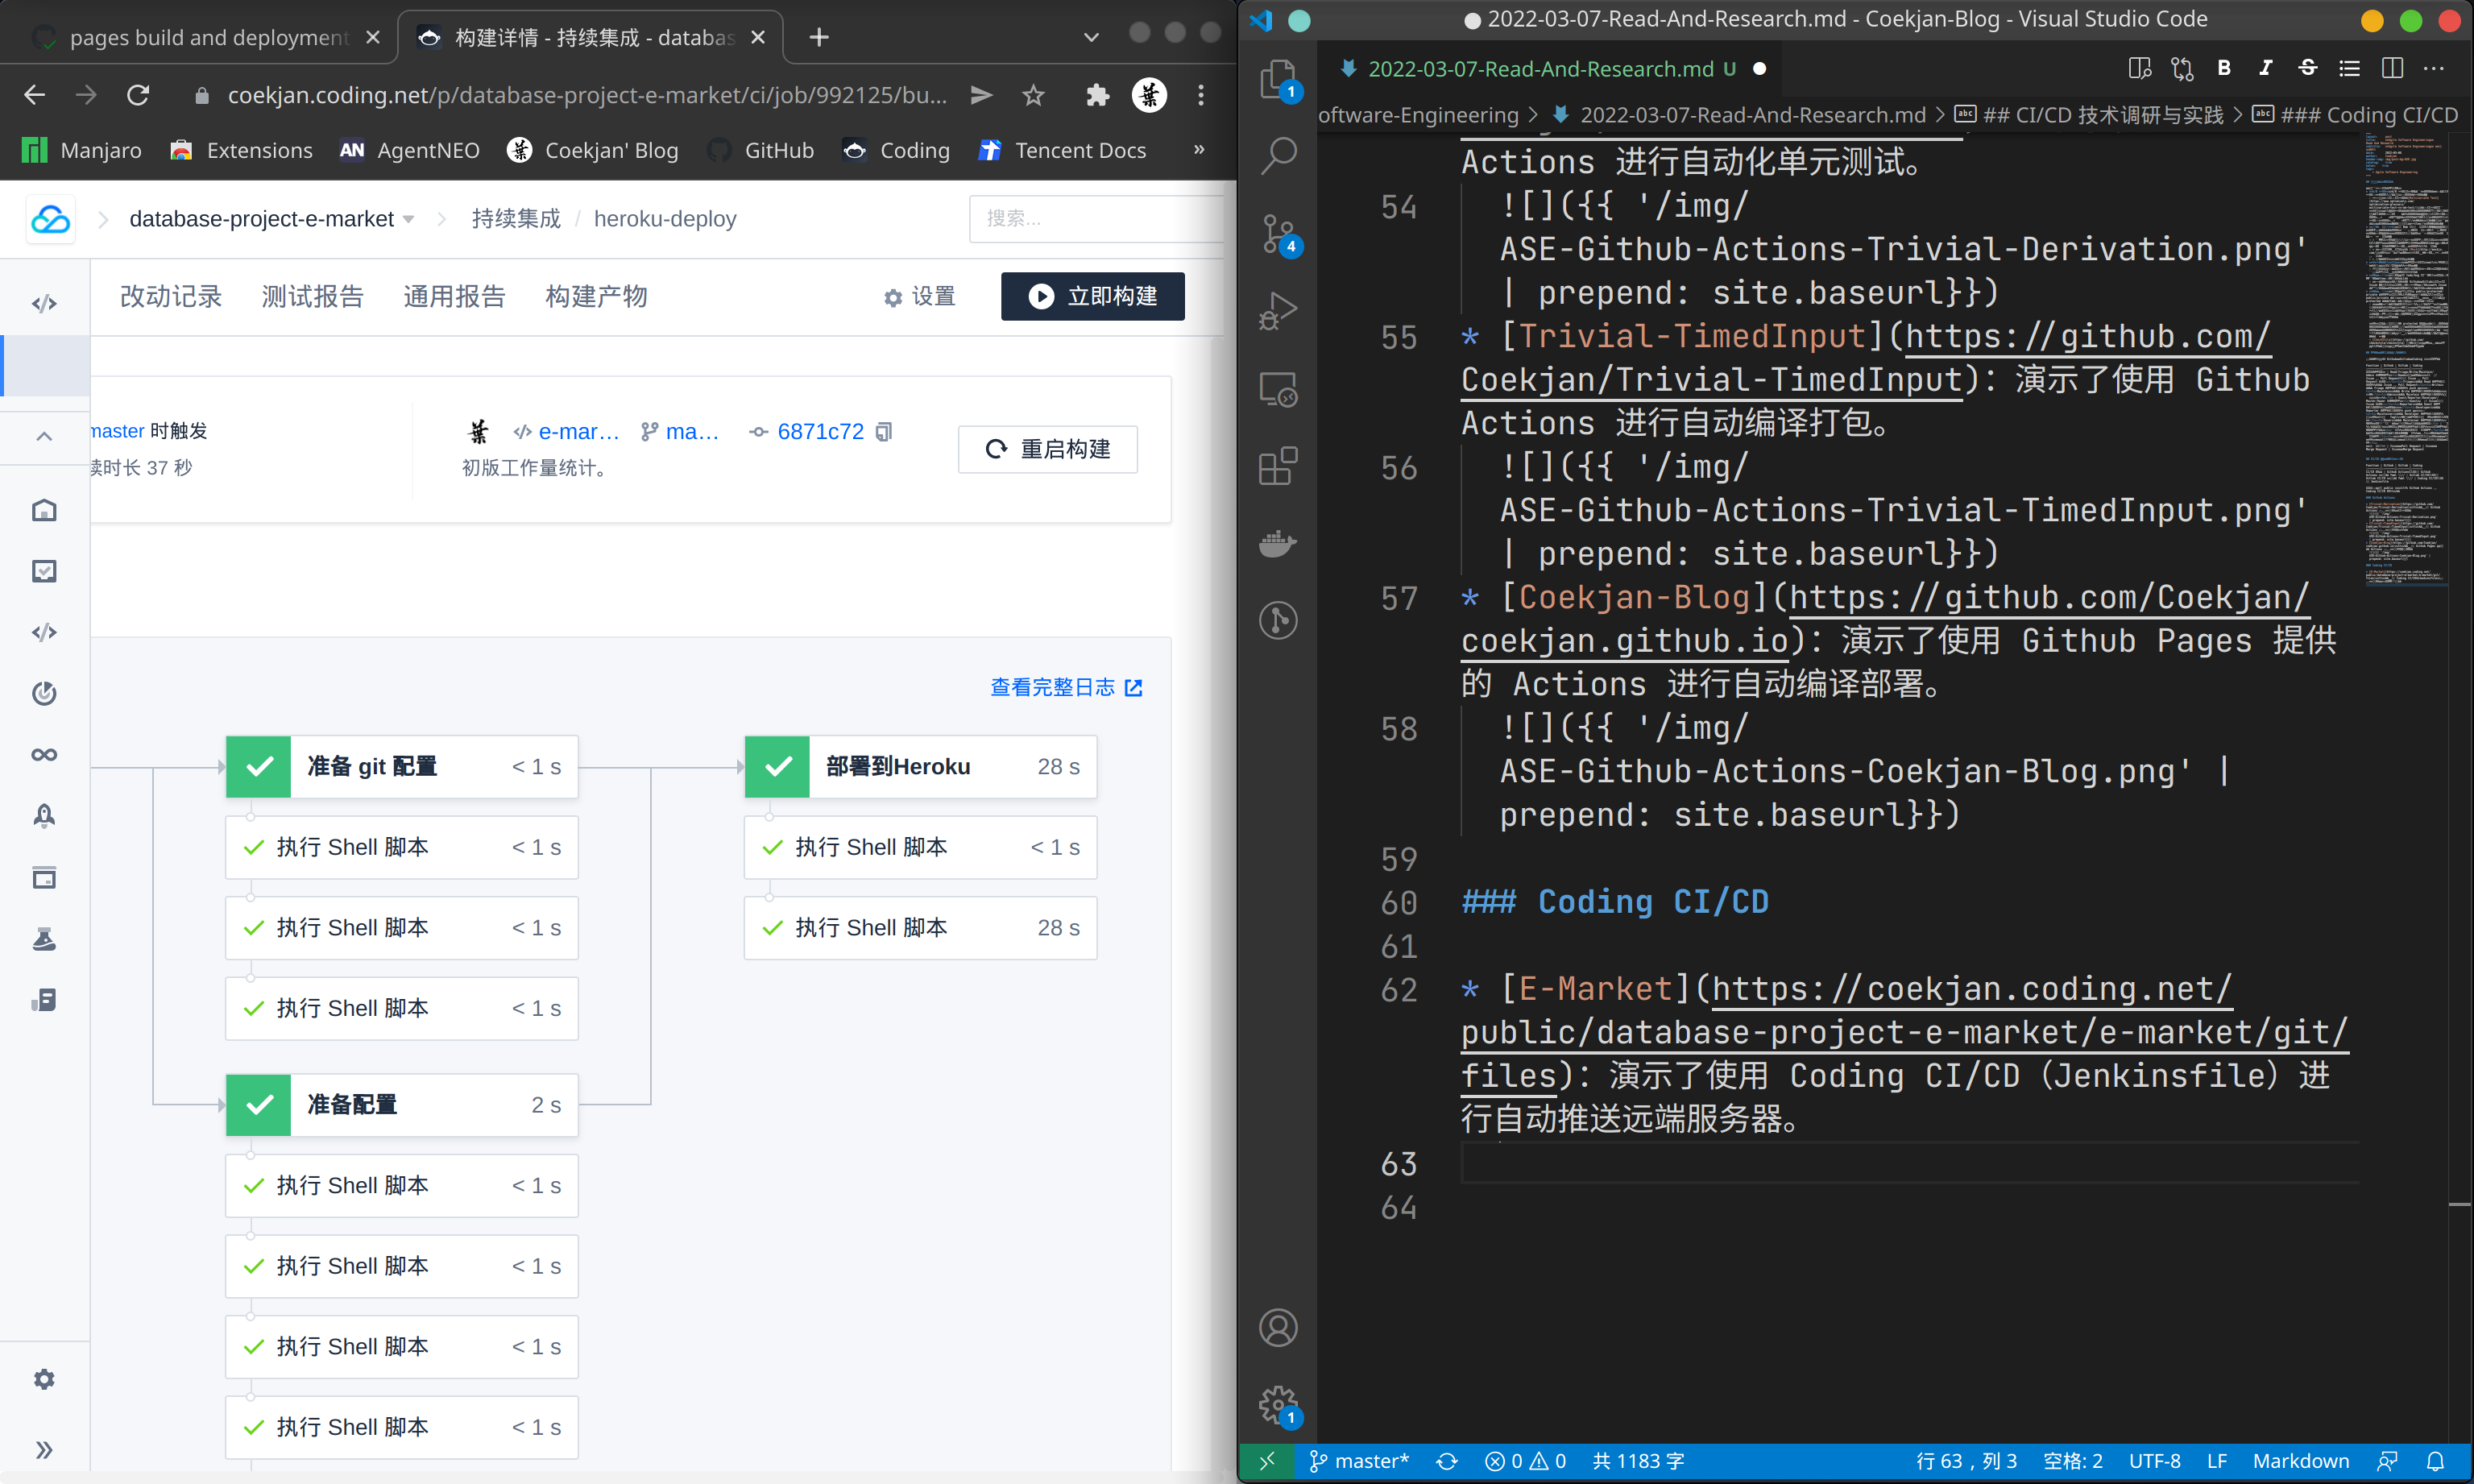 pages build and deployment
构建详情 - 持续集成 - databas
coekjan.coding.net/p/database-project-e-market/ci/job/992125/bu...
葉
Manjaro
Extensions
AN AgentNEO
葉 Coekjan' Blog
GitHub
Coding
Tencent Docs
»
database-project-e-market
持续集成 / heroku-deploy
搜索...
改动记录
测试报告
通用报告
构建产物
设置
立即构建
master 时触发
葉
e-mar...
ma...
6871c72
续时长 37 秒
初版工作量统计。
重启构建
查看完整日志
准备 git 配置 < 1 s
部署到Heroku 28 s
执行 Shell 脚本 < 1 s
执行 Shell 脚本 < 1 s
执行 Shell 脚本 < 1 s
执行 Shell 脚本 28 s
执行 Shell 脚本 < 1 s
准备配置 2 s
执行 Shell 脚本 < 1 s
执行 Shell 脚本 < 1 s
执行 Shell 脚本 < 1 s
执行 Shell 脚本 < 1 s
● 2022-03-07-Read-And-Research.md - Coekjan-Blog - Visual Studio Code
2022-03-07-Read-And-Research.md U ●
oftware-Engineering > 2022-03-07-Read-And-Research.md > ## CI/CD 技术调研与实践 > ### Coding CI/CD
1
4
Actions 进行自动化单元测试。
54 ![]({{ '/img/
ASE-Github-Actions-Trivial-Derivation.png'
| prepend: site.baseurl}})
55 * [Trivial-TimedInput](https://github.com/
Coekjan/Trivial-TimedInput)：演示了使用 Github
Actions 进行自动编译打包。
56 ![]({{ '/img/
ASE-Github-Actions-Trivial-TimedInput.png'
| prepend: site.baseurl}})
57 * [Coekjan-Blog](https://github.com/Coekjan/
coekjan.github.io)：演示了使用 Github Pages 提供
的 Actions 进行自动编译部署。
58 ![]({{ '/img/
ASE-Github-Actions-Coekjan-Blog.png' |
prepend: site.baseurl}})
59
60 ### Coding CI/CD
61
62 * [E-Market](https://coekjan.coding.net/
public/database-project-e-market/e-market/git/
files)：演示了使用 Coding CI/CD（Jenkinsfile）进
行自动推送远端服务器。
63
64
1
master*
0
0
共 1183 字
行 63，列 3
空格: 2
UTF-8
LF
Markdown